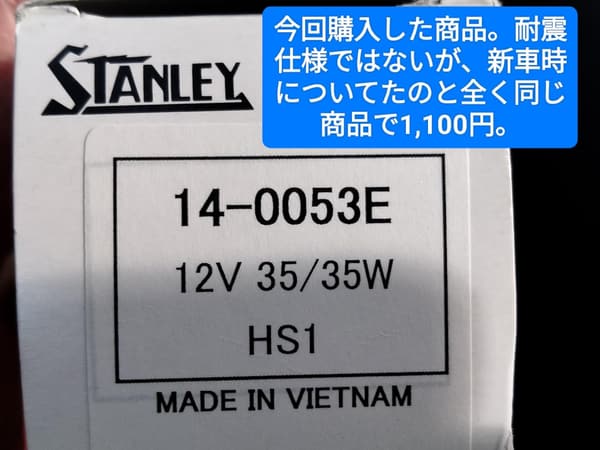 今回購入した商品。耐震
仕様ではないが、新車時
についてたのと全く同じ
商品で1,100円。
STANLEY
14-0053E
12V 35/35W
HS1
MADE IN VIETNAM